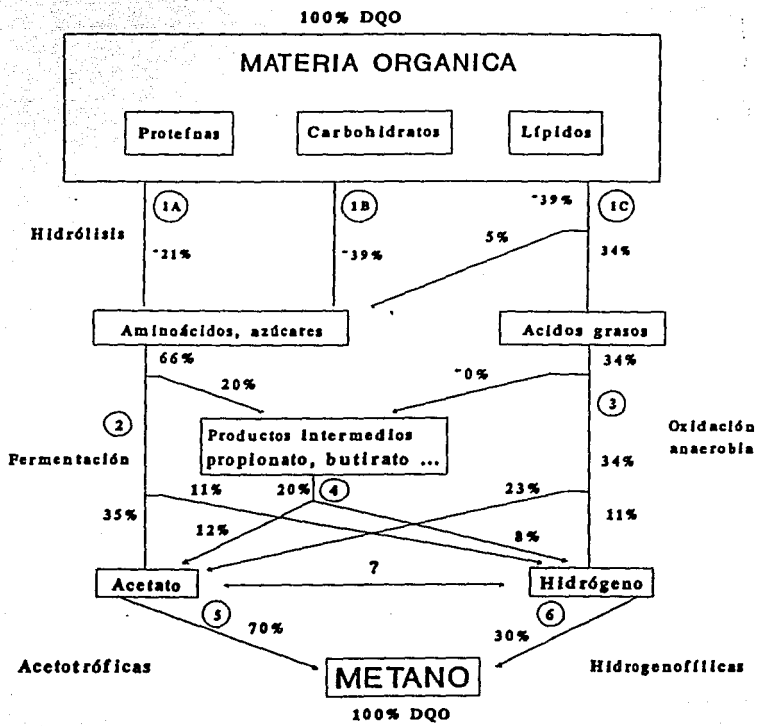 100% DQO
MATERIA ORGANICA
Proteínas Carbohidratos Lípidos
1A 1B ~39% 1C
Hidrólisis 5%
~21% ~39% 34%
Aminoácidos, azúcares Acidos grasos
66% 34%
20% ~0%
2 3
Productos intermedios Oxidación
Fermentación propionato, butirato ... 34% anaerobia
11% 20% 4 23%
35% 11%
12% 8%
Acetato ? Hidrógeno
5 6
70% 30%
Acetotróficas METANO Hidrogenofílicas
100% DQO